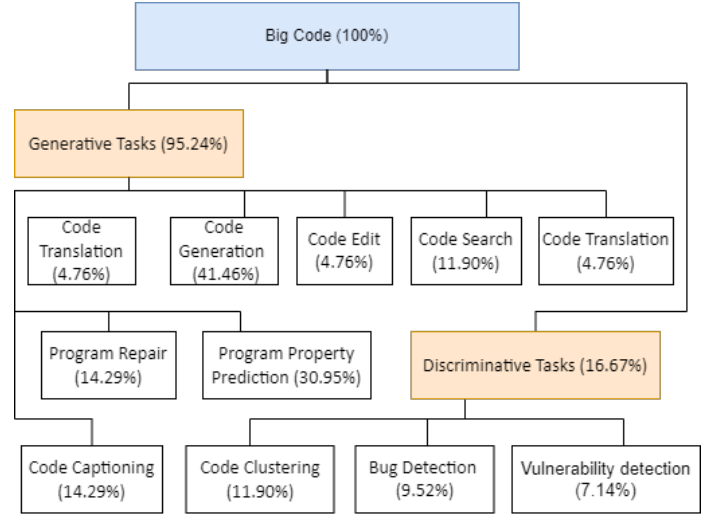 Big Code (100%)
Generative Tasks (95.24%)
Code
Translation
(4.76%)
Code
Generation
(41.46%)
Code Edit
(4.76%)
Code Search
(11.90%)
Code Translation
(4.76%)
Program Repair
(14.29%)
Program Property
Prediction (30.95%)
Discriminative Tasks (16.67%)
Code Captioning
(14.29%)
Code Clustering
(11.90%)
Bug Detection
(9.52%)
Vulnerability detection
(7.14%)